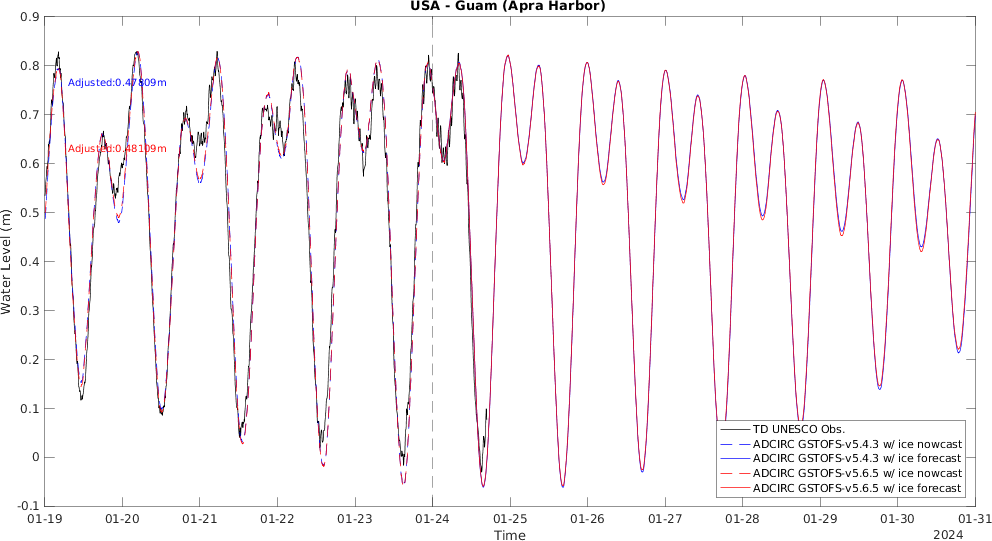 USA - Guam (Apra Harbor)
0.9
0.8
0.7
0.6
0.5
0.4
0.3
0.2
0.1
0
-0.1
Water Level (m)
Adjusted:0.47809m
Adjusted:0.48109m
TD UNESCO Obs.
ADCIRC GSTOFS-v5.4.3 w/ ice nowcast
ADCIRC GSTOFS-v5.4.3 w/ ice forecast
ADCIRC GSTOFS-v5.6.5 w/ ice nowcast
ADCIRC GSTOFS-v5.6.5 w/ ice forecast
01-19 01-20 01-21 01-22 01-23 01-24 01-25 01-26 01-27 01-28 01-29 01-30 01-31
Time
2024